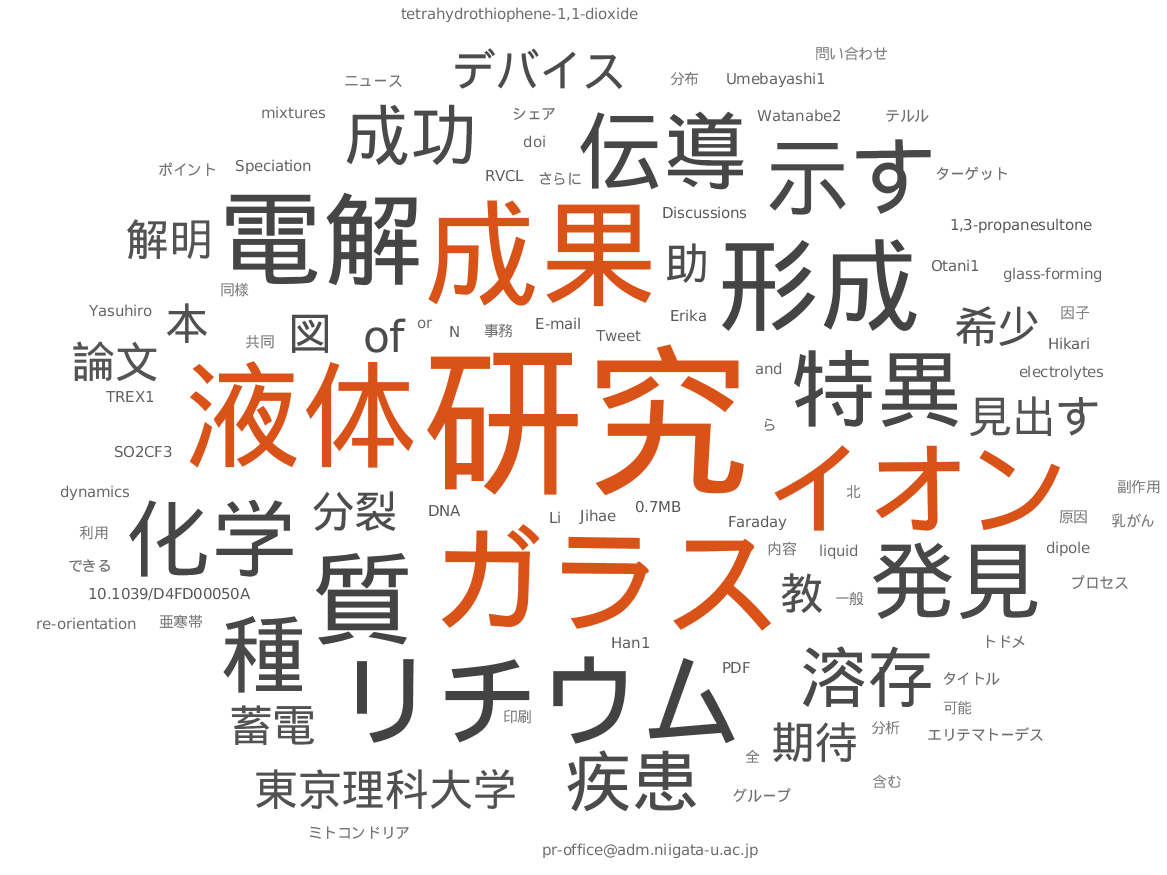 tetrahydrothiophene-1,1-dioxide
デバイス
問い合わせ
ニュース
分布
Umebayashi1
mixtures
成功
シェア
伝導
Watanabe2
テルル
doi
示す
ポイント
Speciation
RVCL
さらに
ターゲット
解明
電解
成果
Discussions
1,3-propanesultone
助
形成
Otani1
glass-forming
同様
Yasuhiro
本
図
of
or
N
事務
E-mail
Tweet
Erika
希少
因子
共同
Hikari
論文
TREX1
液体
研究
and
特異
electrolytes
見出す
ら
SO2CF3
イオン
dynamics
分裂
DNA
Li
Jihae
0.7MB
北
副作用
利用
化学
Faraday
原因
乳がん
できる
質
ガラス
内容
liquid
発見
dipole
10.1039/D4FD00050A
教
一般
プロセス
re-orientation
亜寒帯
種
Han1
トドメ
リチウム
PDF
溶存
タイトル
蓄電
印刷
可能
期待
分析
エリテマトーデス
全
東京理科大学
疾患
グループ
含む
ミトコンドリア
pr-office@adm.niigata-u.ac.jp